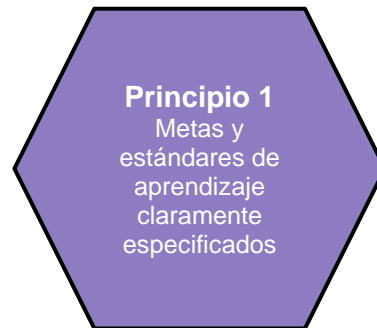 Principio 1
Metas y
estándares de
aprendizaje
claramente
especificados